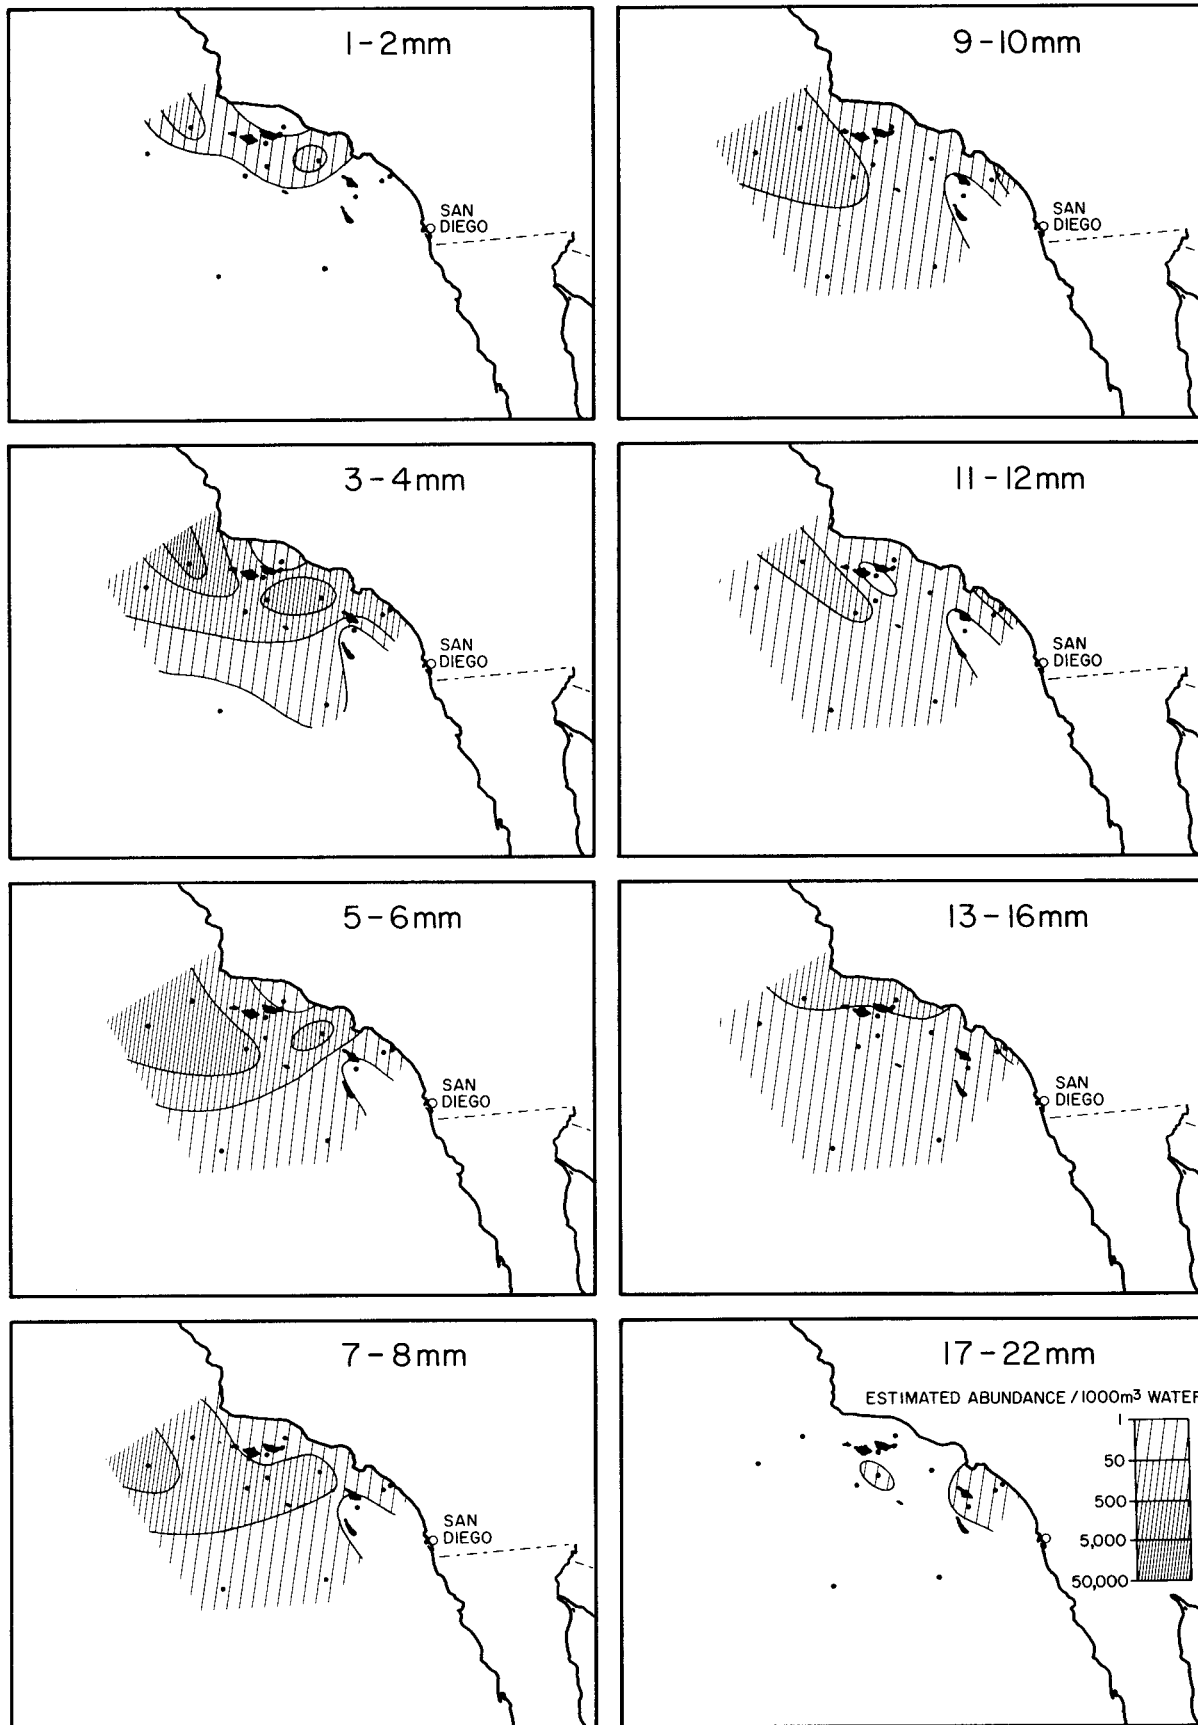 1-2mm
SAN
DIEGO
9-10mm
SAN
DIEGO
3-4mm
SAN
DIEGO
11-12mm
SAN
DIEGO
5-6mm
SAN
DIEGO
13-16mm
SAN
DIEGO
7-8mm
SAN
DIEGO
17-22mm
ESTIMATED ABUNDANCE / 1000m³ WATER
1
50
500
5,000
50,000